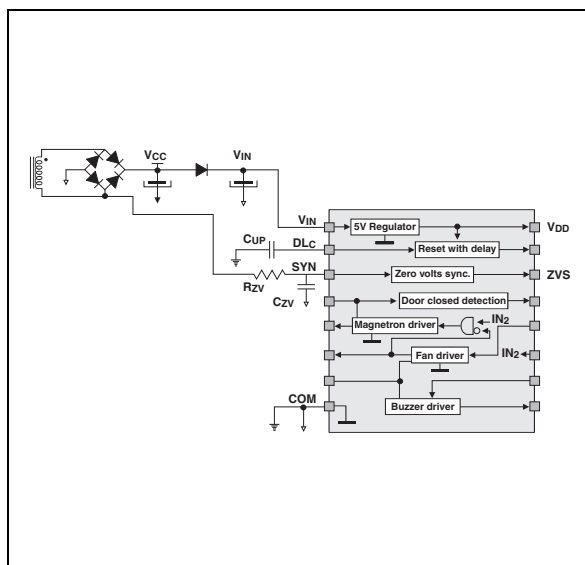 VCC
VIN
VIN
5V Regulator
VDD
CUP
DLC
Reset with delay
SYN
Zero volts sync.
ZVS
RZV
CZV
Door closed detection
Magnetron driver
IN2
Fan driver
IN2
COM
Buzzer driver